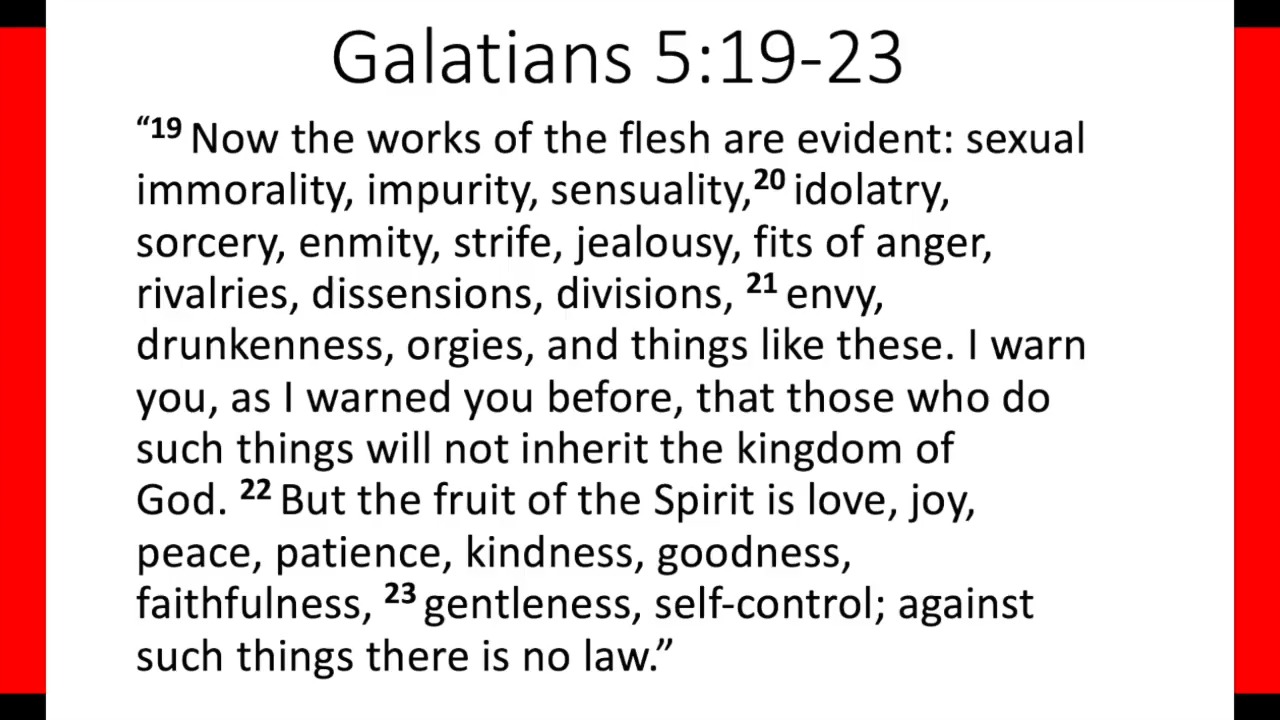 Galatians 5:19-23
“19 Now the works of the flesh are evident: sexual
immorality, impurity, sensuality,20 idolatry,
sorcery, enmity, strife, jealousy, fits of anger,
rivalries, dissensions, divisions, 21 envy,
drunkenness, orgies, and things like these. I warn
you, as I warned you before, that those who do
such things will not inherit the kingdom of
God. 22 But the fruit of the Spirit is love, joy,
peace, patience, kindness, goodness,
faithfulness, 23 gentleness, self-control; against
such things there is no law.”